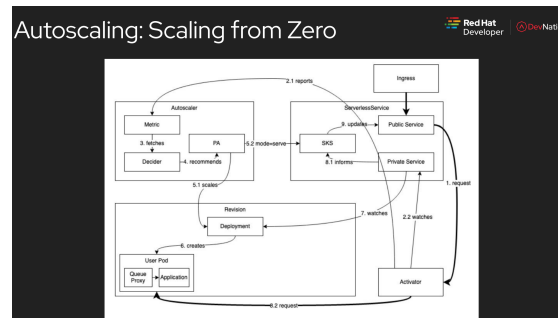 Autoscaling: Scaling from Zero
Red Hat
Developer
DevNati
Ingress
2.1 reports
Autoscaler
ServerlessService
Metric
9. updates
Public Service
3. fetches
PA
5.2 mode=serve
SKS
Decider
4. recommends
8.1 informs
Private Service
5.1 scales
1. request
Revision
7. watches
2.2 watches
Deployment
6. creates
User Pod
Queue
Proxy
Application
Activator
8.2 request